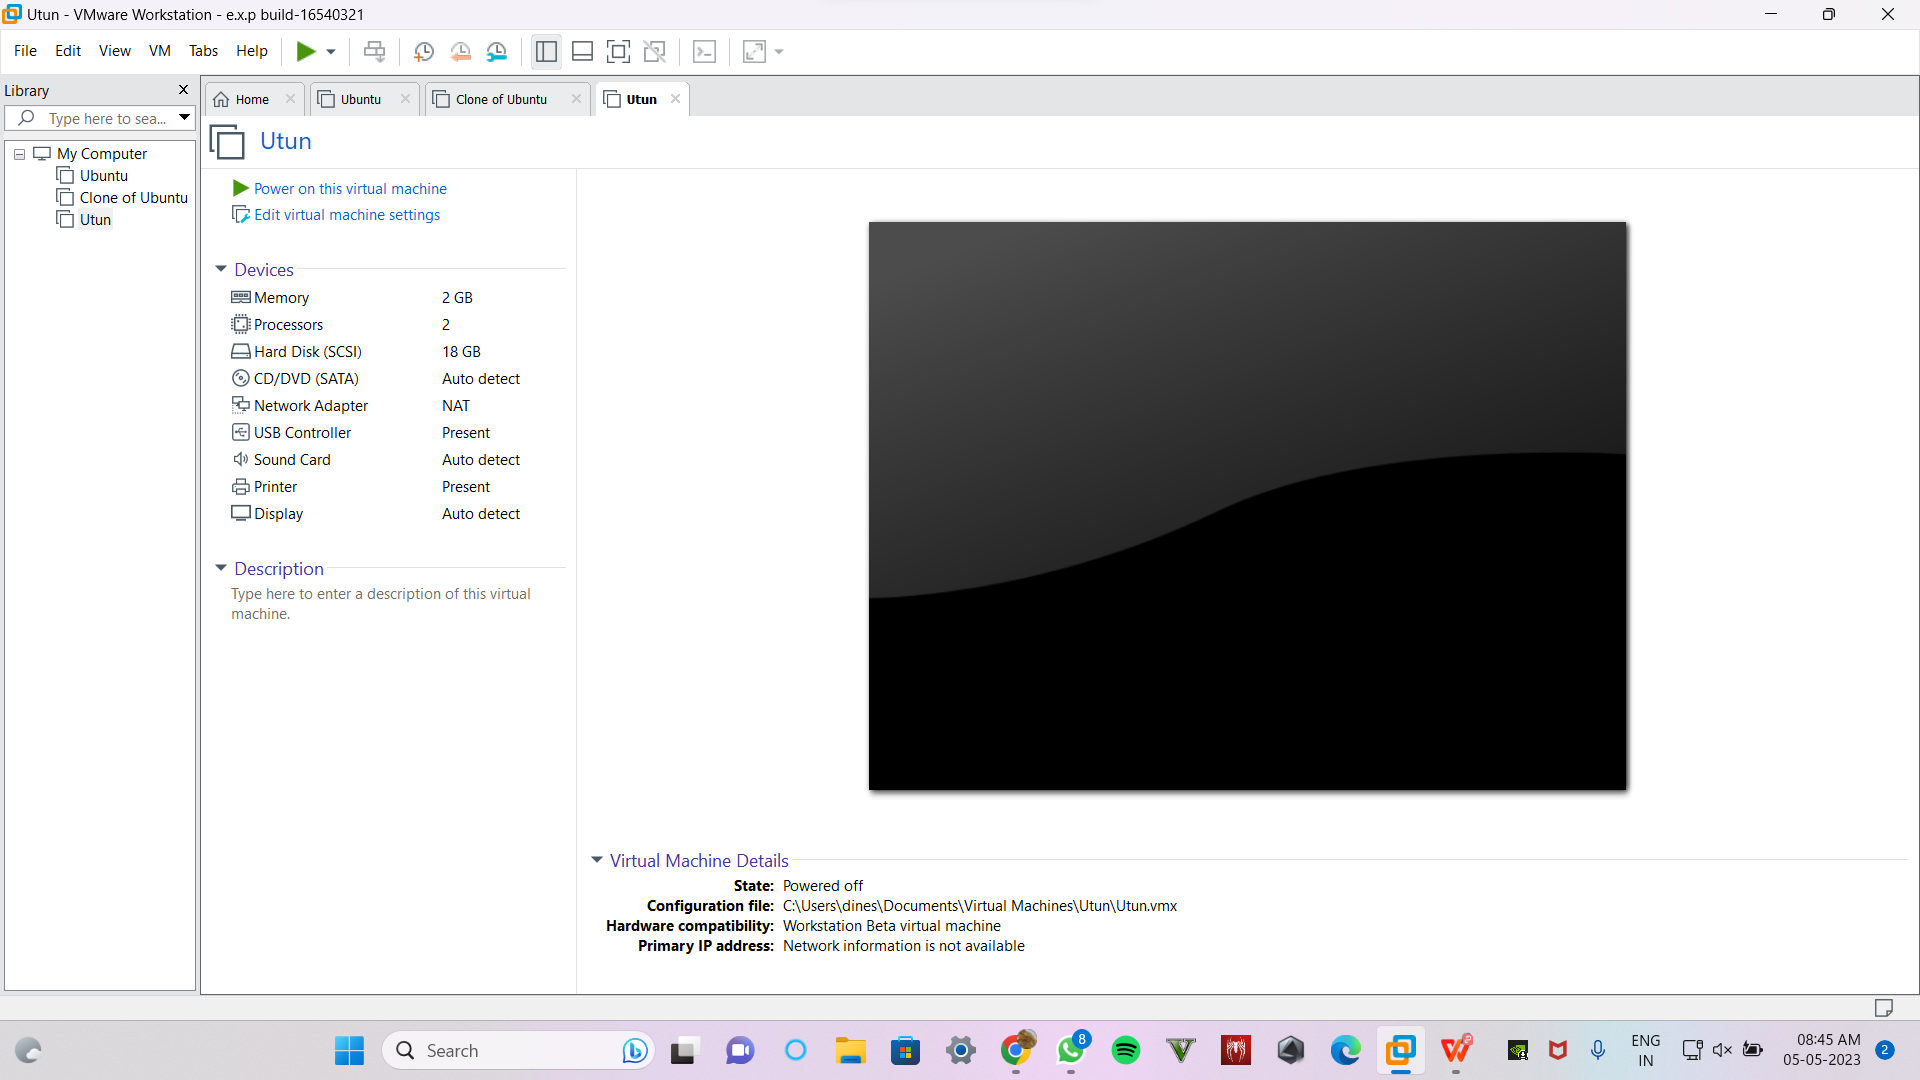 Utun - VMware Workstation - e.x.p build-16540321
File Edit View VM Tabs Help
Library
Type here to sea...
My Computer
Ubuntu
Clone of Ubuntu
Utun
Home Ubuntu Clone of Ubuntu Utun
Utun
Power on this virtual machine
Edit virtual machine settings
Devices
Memory 2 GB
Processors 2
Hard Disk (SCSI) 18 GB
CD/DVD (SATA) Auto detect
Network Adapter NAT
USB Controller Present
Sound Card Auto detect
Printer Present
Display Auto detect
Description
Type here to enter a description of this virtual
machine.
Virtual Machine Details
State: Powered off
Configuration file: C:\Users\dines\Documents\Virtual Machines\Utun\Utun.vmx
Hardware compatibility: Workstation Beta virtual machine
Primary IP address: Network information is not available
Search
8
ENG
IN
08:45 AM
05-05-2023
2